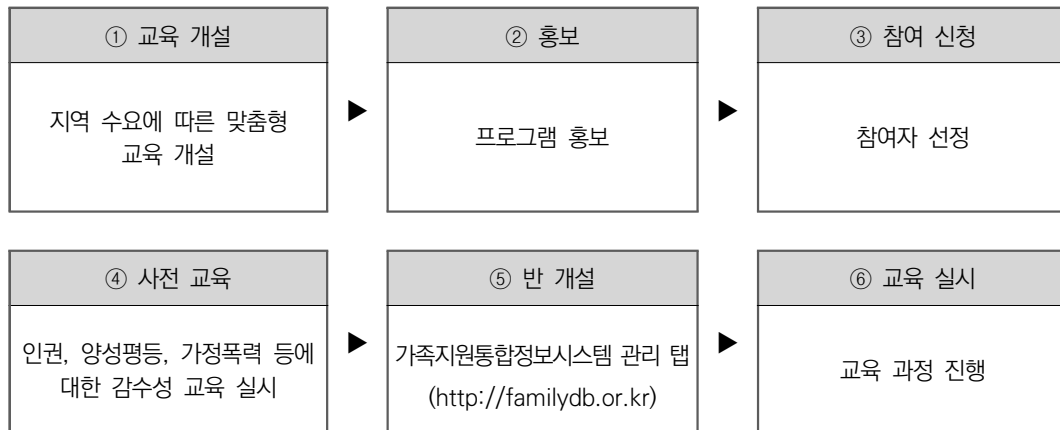 ① 교육 개설
지역 수요에 따른 맞춤형
교육 개설
▶
② 홍보
프로그램 홍보
▶
③ 참여 신청
참여자 선정
④ 사전 교육
인권, 양성평등, 가정폭력 등에
대한 감수성 교육 실시
▶
⑤ 반 개설
가족지원통합정보시스템 관리 탭
(http://familydb.or.kr)
▶
⑥ 교육 실시
교육 과정 진행